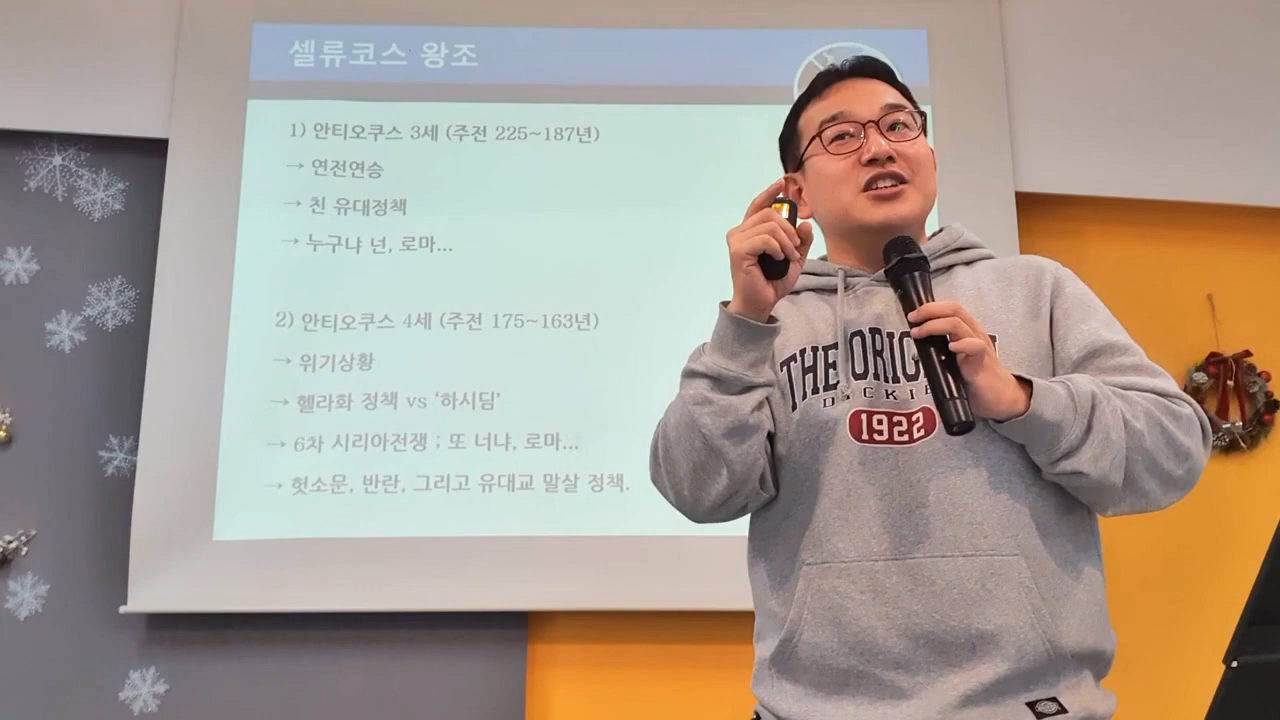 셀류코스 왕조
1) 안티오쿠스 3세 (주전 225~187년)
→ 연전연승
→ 친 유대정책
→ 누구냐 넌, 로마...
2) 안티오쿠스 4세 (주전 175~163년)
→ 위기상황
→ 헬라화 정책 vs '하시딤'
→ 6차 시리아전쟁 ; 또 너냐, 로마...
→ 헛소문, 반란, 그리고 유대교 말살 정책.
THE
1922